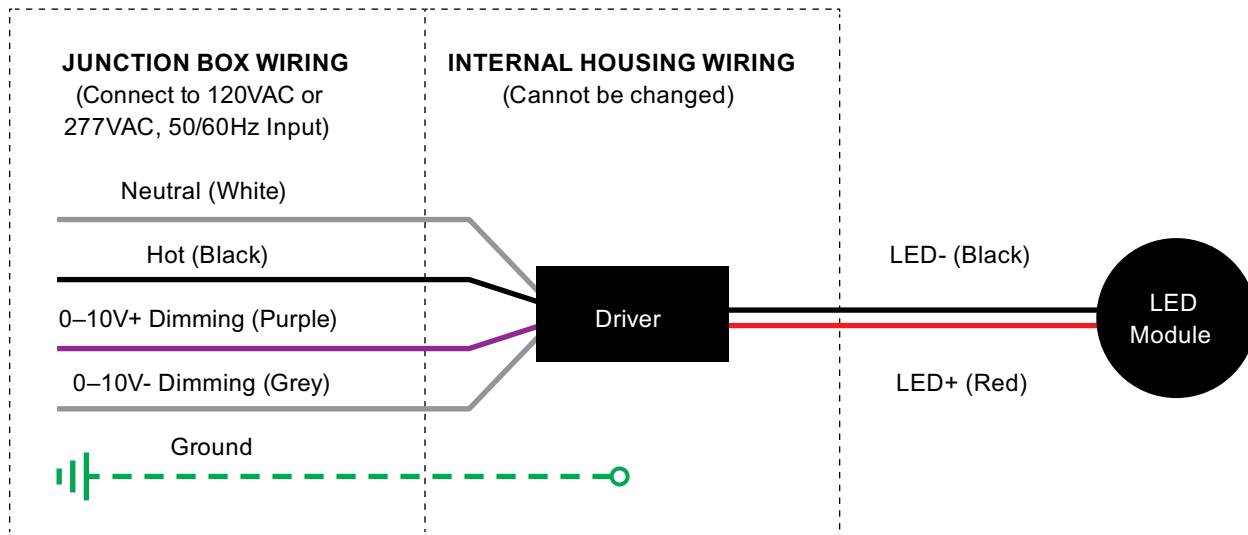 JUNCTION BOX WIRING
(Connect to 120VAC or
277VAC, 50/60Hz Input)
INTERNAL HOUSING WIRING
(Cannot be changed)
Neutral (White)
Hot (Black)
0–10V+ Dimming (Purple)
0–10V- Dimming (Grey)
Ground
Driver
LED- (Black)
LED+ (Red)
LED
Module